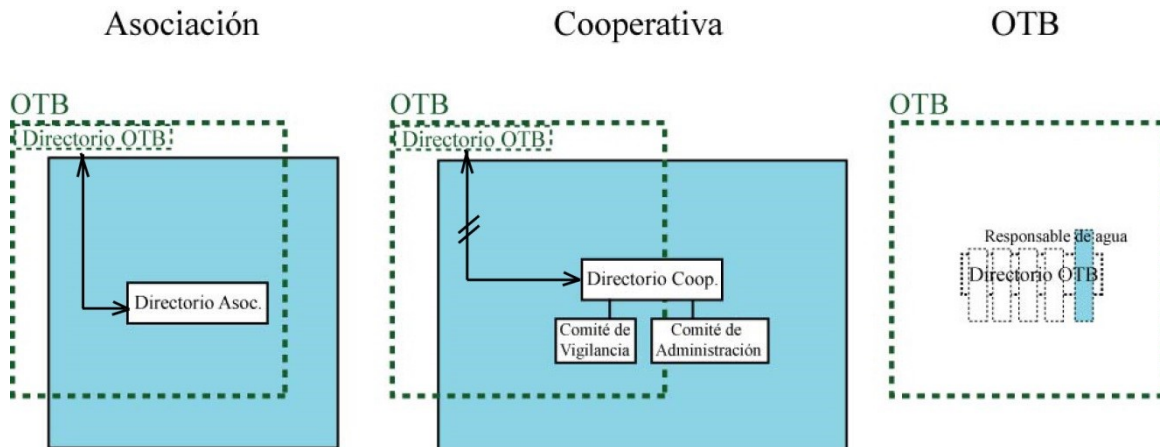 Asociación
Cooperativa
OTB
OTB
Directorio OTB
Directorio Asoc.
OTB
Directorio OTB
Directorio Coop.
Comité de
Vigilancia
Comité de
Administración
OTB
Responsable de agua
Directorio OTB